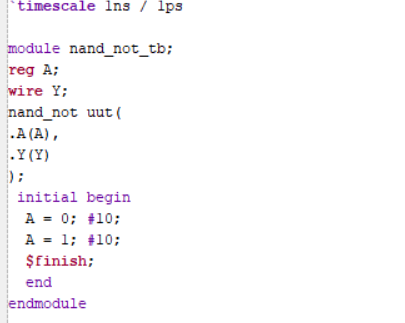 `timescale 1ns / 1ps
module nand_not_tb;
reg A;
wire Y;
nand_not uut(
.A(A),
.Y(Y)
);
initial begin
A = 0; #10;
A = 1; #10;
$finish;
end
endmodule